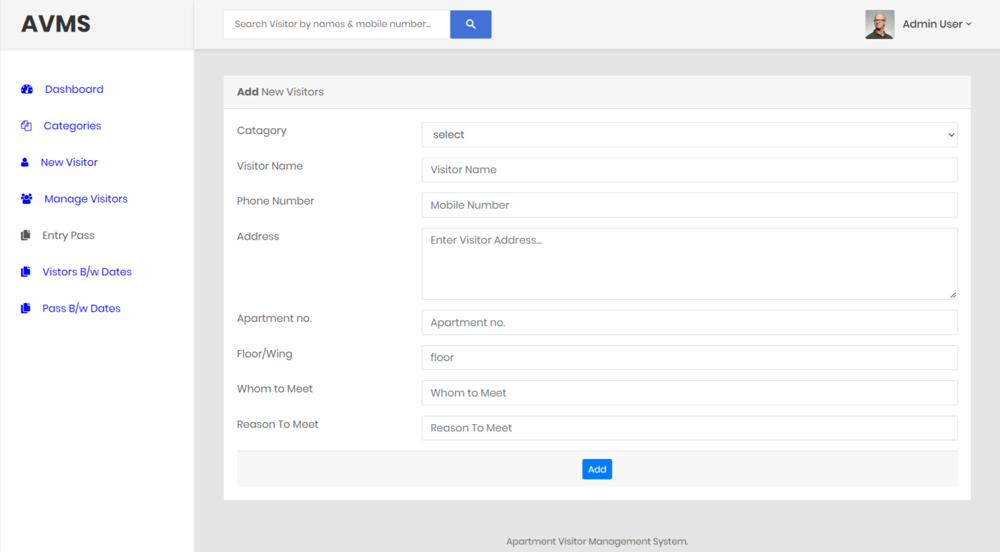 AVMS
Search Visitor by names & mobile number...
Admin User
Dashboard
Categories
New Visitor
Manage Visitors
Entry Pass
Vistors B/w Dates
Pass B/w Dates
Add New Visitors
Catagory
select
Visitor Name
Visitor Name
Phone Number
Mobile Number
Address
Enter Visitor Address...
Apartment no.
Apartment no.
Floor/Wing
floor
Whom to Meet
Whom to Meet
Reason To Meet
Reason To Meet
Add
Apartment Visitor Management System.